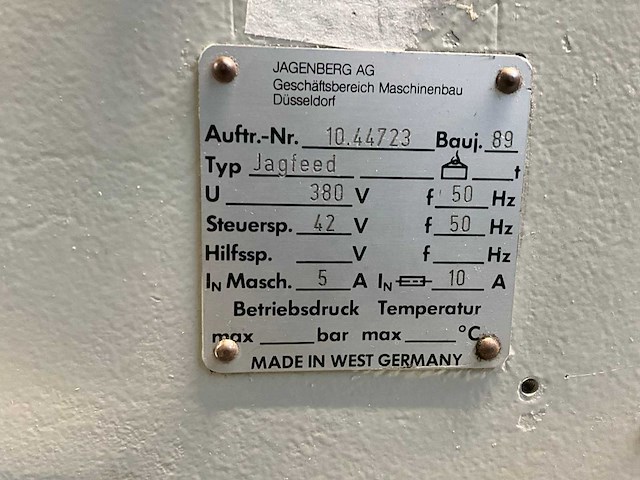 JAGENBERG AG
Geschäftsbereich Maschinenbau
Düsseldorf
Auftr.-Nr. 10.44723 Bauj. 89
Typ Jagfeed t
U 380 V f 50 Hz
Steuersp. 42 V f 50 Hz
Hilfssp. V f Hz
IN Masch. 5 A IN 10 A
Betriebsdruck Temperatur
max bar max °C
MADE IN WEST GERMANY